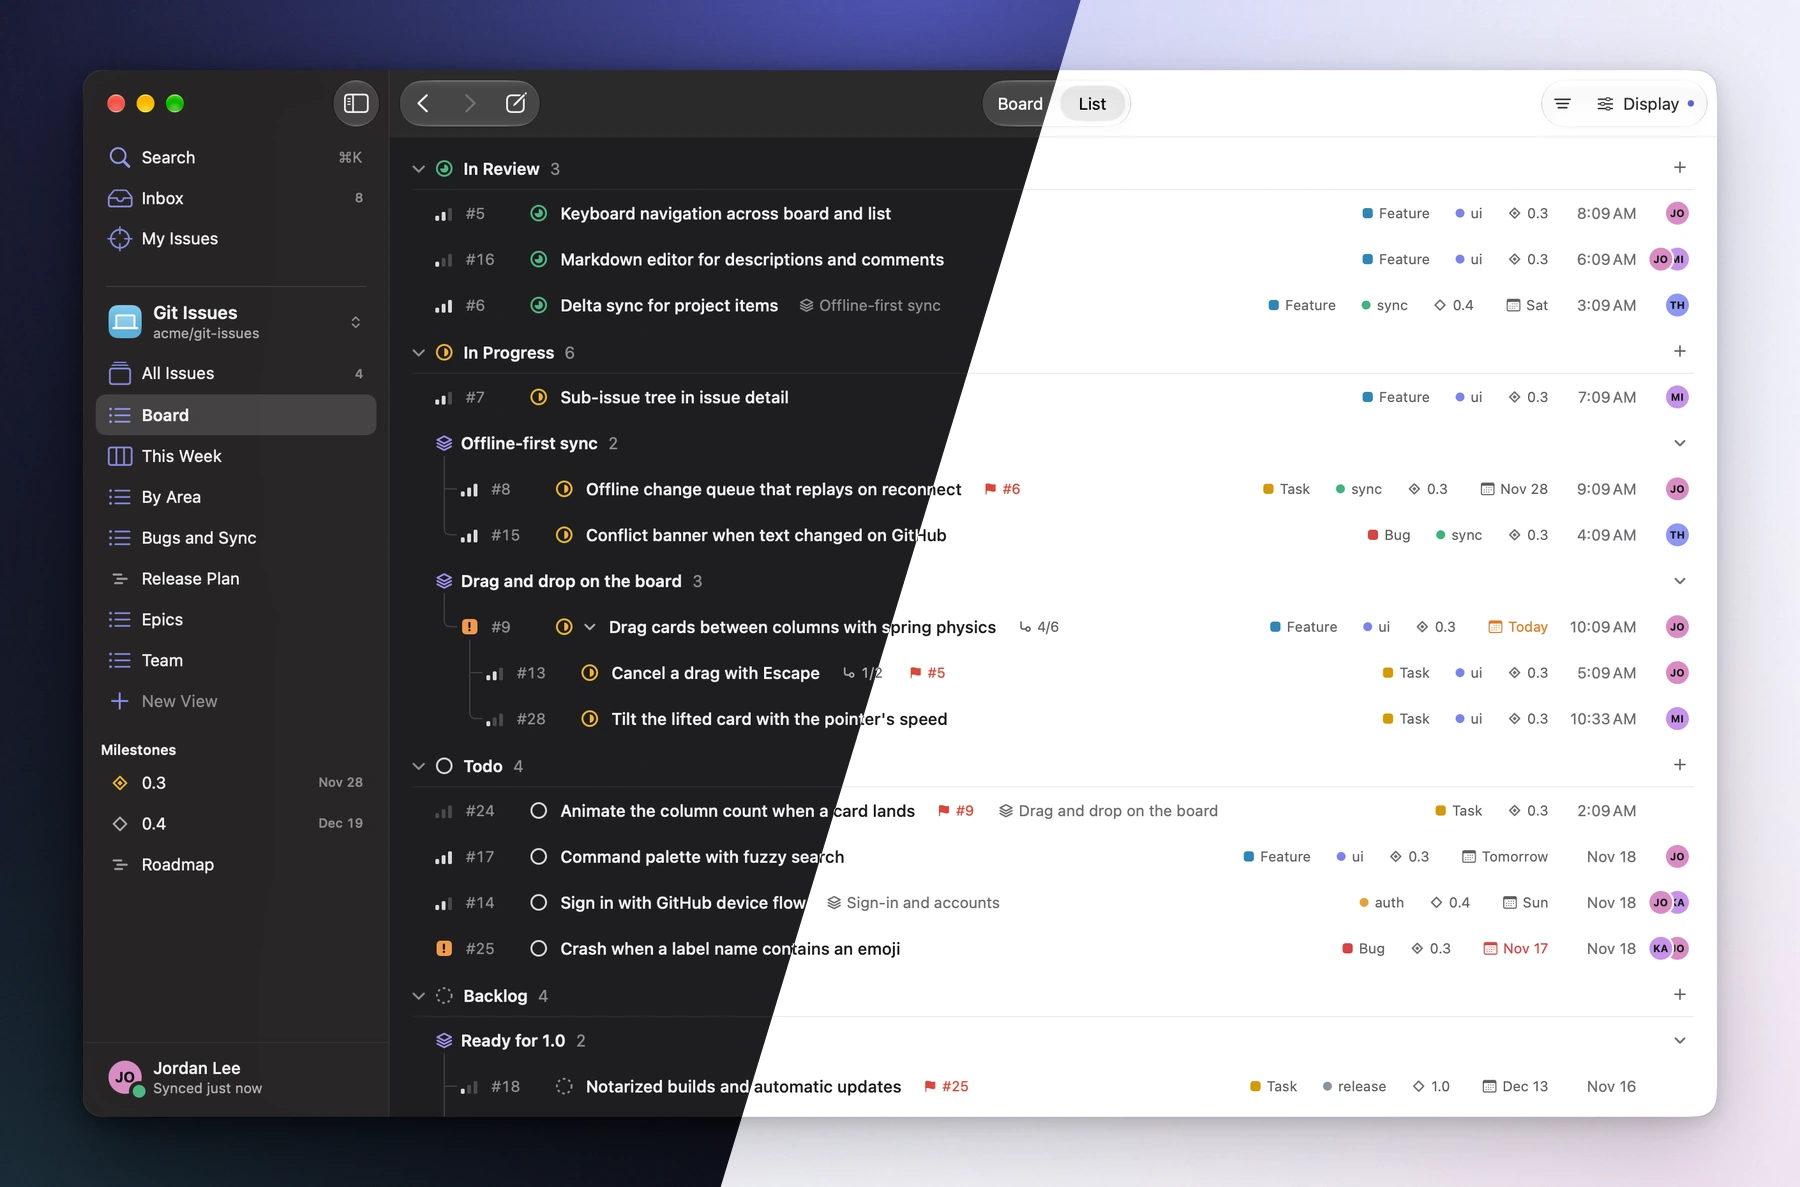 Search ⌘K
Inbox 8
My Issues
Git Issues
acme/git-issues
All Issues 4
Board
This Week
By Area
Bugs and Sync
Release Plan
Epics
Team
New View
Milestones
0.3 Nov 28
0.4 Dec 19
Roadmap
JO Jordan Lee
Synced just now
Board List Display
In Review 3
#5 Keyboard navigation across board and list Feature ui 0.3 8:09 AM JO
#16 Markdown editor for descriptions and comments Feature ui 0.3 6:09 AM JO MI
#6 Delta sync for project items Offline-first sync Feature sync 0.4 Sat 3:09 AM TH
In Progress 6
#7 Sub-issue tree in issue detail Feature ui 0.3 7:09 AM MI
Offline-first sync 2
#8 Offline change queue that replays on reconnect #6 Task sync 0.3 Nov 28 9:09 AM JO
#15 Conflict banner when text changed on GitHub Bug sync 0.3 4:09 AM TH
Drag and drop on the board 3
#9 Drag cards between columns with spring physics 4/6 Feature ui 0.3 Today 10:09 AM JO
#13 Cancel a drag with Escape 1/2 #5 Task ui 0.3 5:09 AM JO
#28 Tilt the lifted card with the pointer's speed Task ui 0.3 10:33 AM MI
Todo 4
#24 Animate the column count when a card lands #9 Drag and drop on the board Task 0.3 2:09 AM
#17 Command palette with fuzzy search Feature ui 0.3 Tomorrow Nov 18 JO
#14 Sign in with GitHub device flow Sign-in and accounts auth 0.4 Sun Nov 18 JO KA
#25 Crash when a label name contains an emoji Bug 0.3 Nov 17 Nov 18 KA JO
Backlog 4
Ready for 1.0 2
#18 Notarized builds and automatic updates #25 Task release 1.0 Dec 13 Nov 16